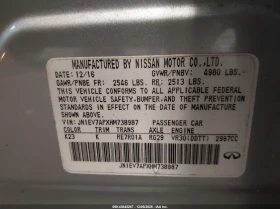 MANUFACTURED BY NISSAN MOTOR CO., LTD.
DATE: 12/16 GVWR/PNBV: 4980 LBS.
GAWR/PNBE FR: 2546 LBS. RR: 2513 LBS.
THIS VEHICLE CONFORMS TO ALL APPLICABLE
FEDERAL MOTOR VEHICLE SAFETY, BUMPER,
AND THEFT PREVENTION STANDARDS IN
EFFECT ON THE DATE OF MANUFACTURE
SHOWN ABOVE.
VIN:JN1EV7APXHM738987 PASSENGER CAR
COLOR TRIM TRANS AXLE ENGINE
K23 K RE7R01A RG29 VR30(DDTT) 2997CC
JN1EV7APXHM738987